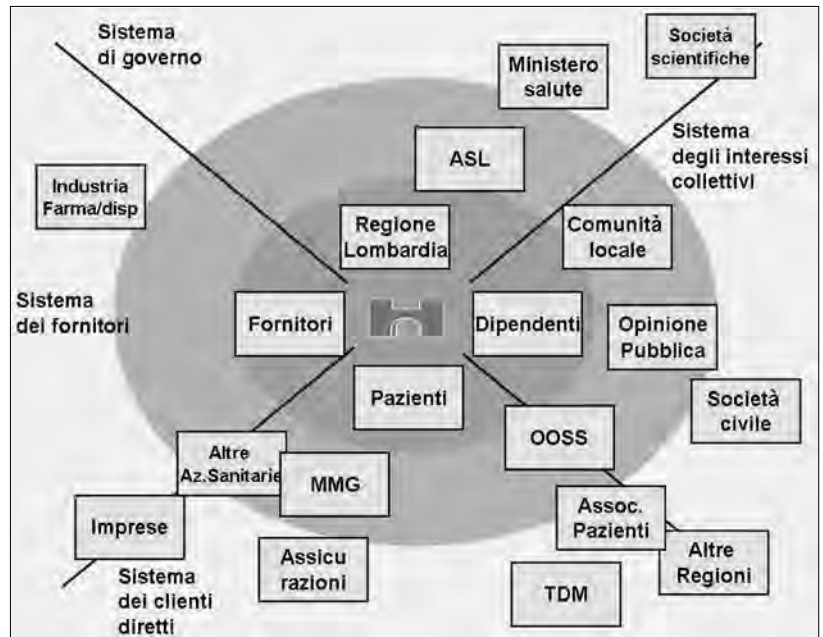 Sistema
di governo
Società
scientifiche
Ministero
salute
Sistema
degli interessi
collettivi
ASL
Industria
Farma/disp
Regione
Lombardia
Comunità
locale
Sistema
dei fornitori
Fornitori
Dipendenti
Opinione
Pubblica
Pazienti
Società
civile
OOSS
Altre
Az.Sanitarie
MMG
Imprese
Assoc.
Pazienti
Assicu
razioni
Altre
Regioni
Sistema
dei clienti
diretti
TDM